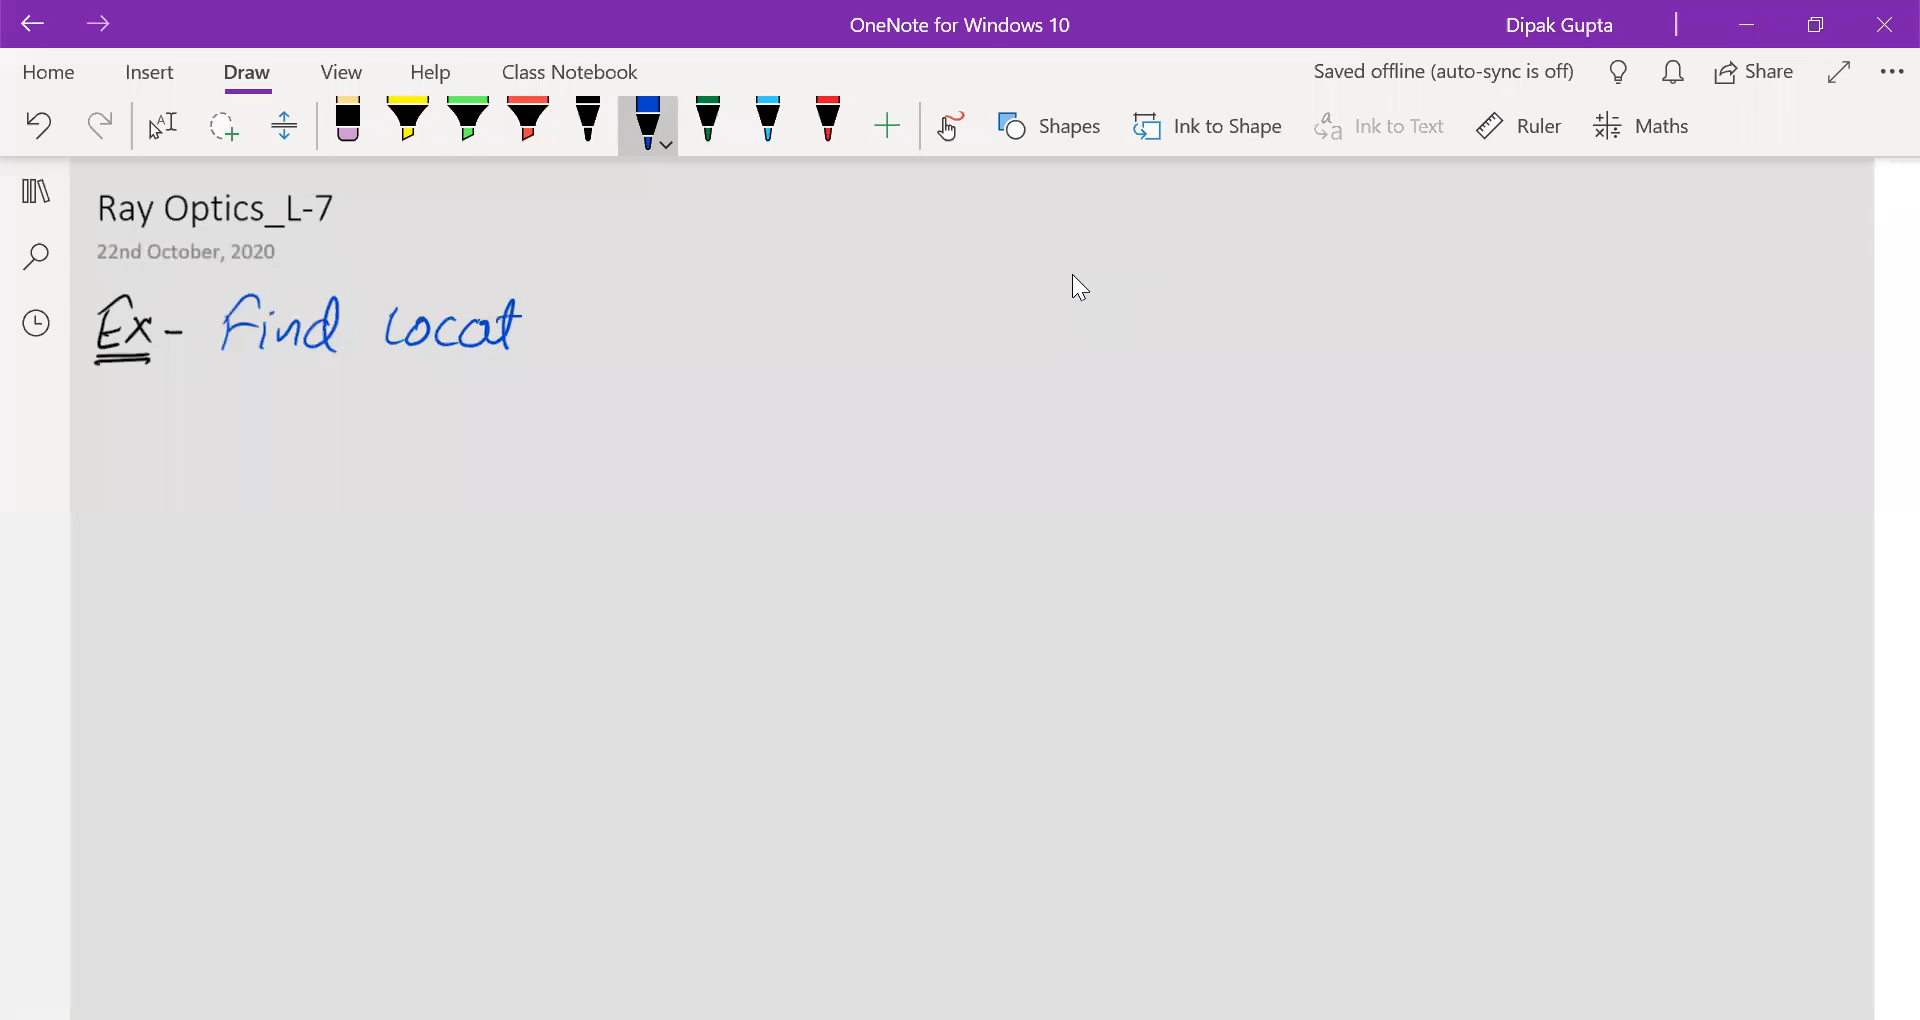 OneNote for Windows 10 Dipak Gupta
Home Insert Draw View Help Class Notebook Saved offline (auto-sync is off) Share
Shapes Ink to Shape Ink to Text Ruler Maths
Ray Optics_L-7
22nd October, 2020
Ex- Find Locat